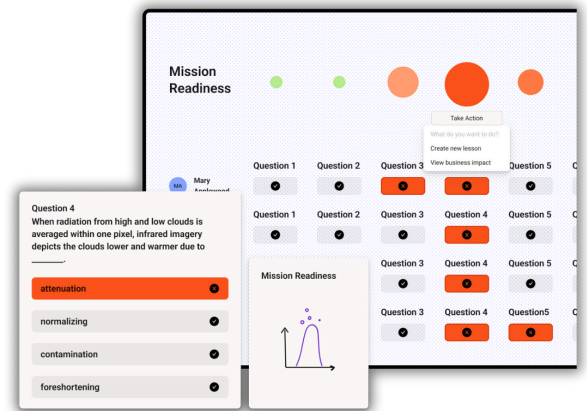 Mission
Readiness
Take Action
What do you want to do?
Create new lesson
View business impact
Question 1 Question 2 Question 3 Question 5
MA
Mary
Applewood
Question 1 Question 2 Question 3 Question 4 Question 5
Question 3 Question 4 Question 5
Question 3 Question 4 Question5
Question 4
When radiation from high and low clouds is
averaged within one pixel, infrared imagery
depicts the clouds lower and warmer due to
_______.
attenuation
normalizing
contamination
foreshortening
Mission Readiness